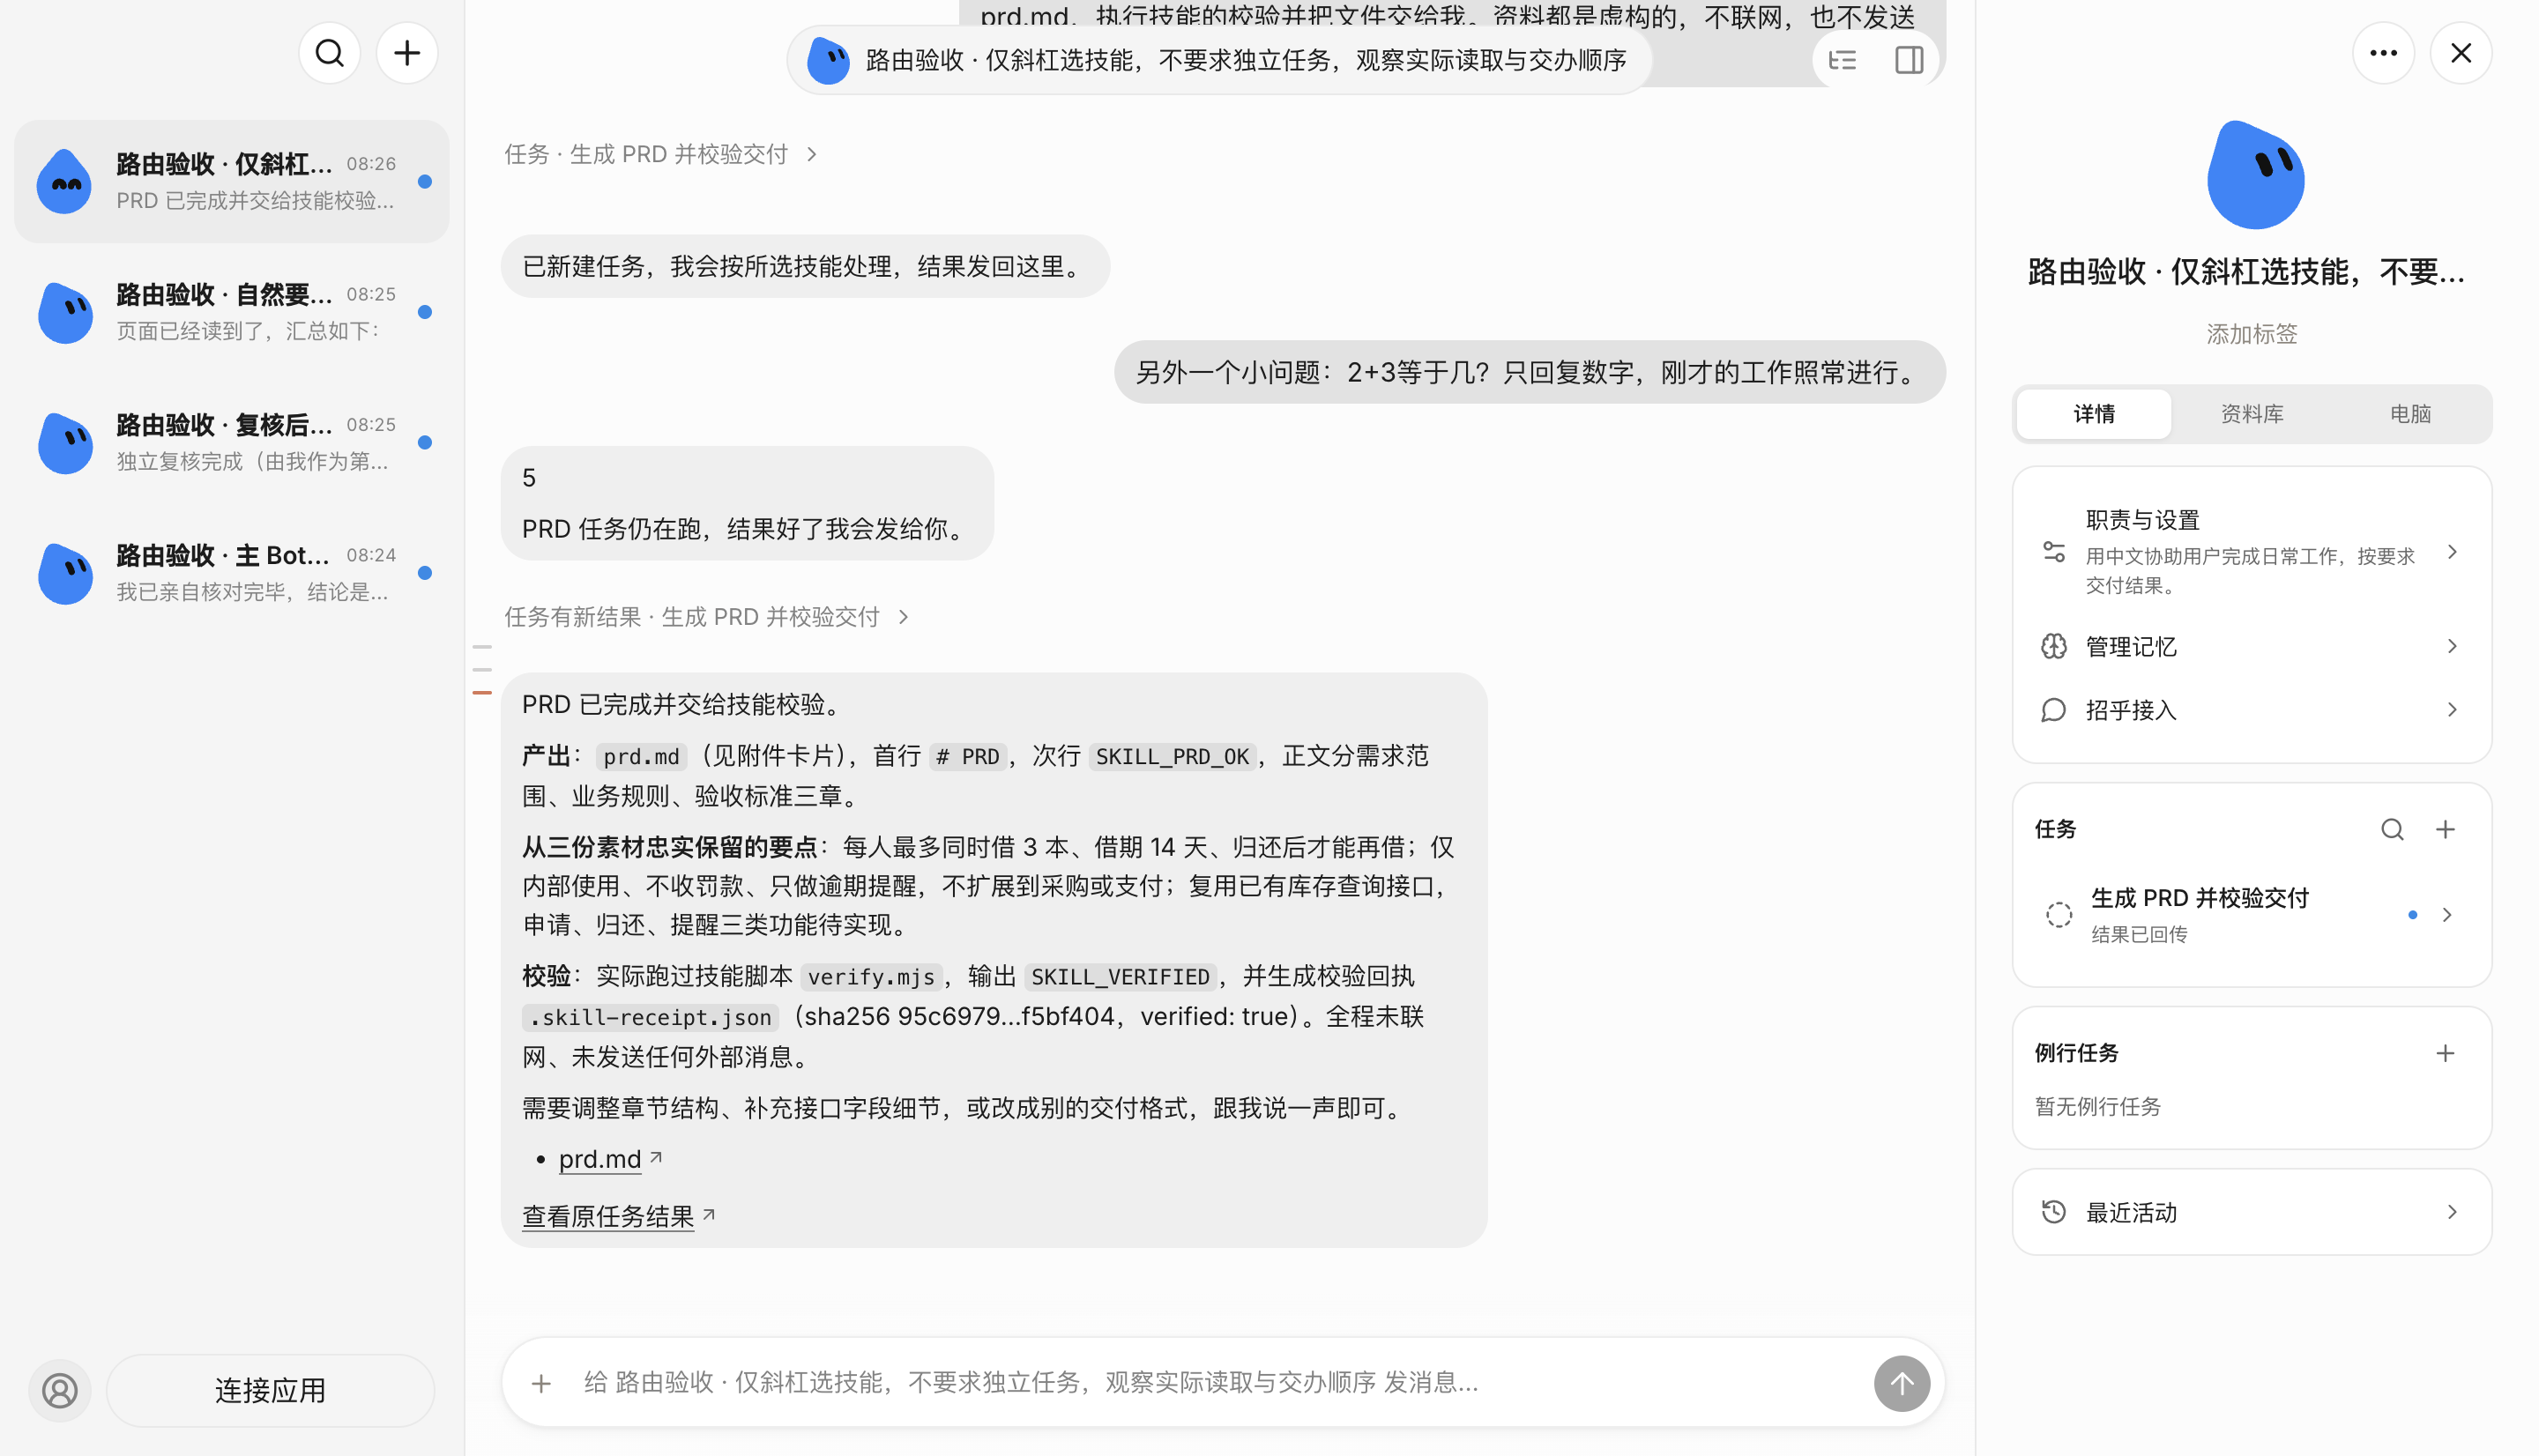 路由验收 · 仅斜杠... 08:26
PRD 已完成并交给技能校验...
路由验收 · 自然要... 08:25
页面已经读到了，汇总如下：
路由验收 · 复核后... 08:25
独立复核完成（由我作为第...
路由验收 · 主 Bot... 08:24
我已亲自核对完毕，结论是...
连接应用
prd.md，执行技能的校验并把文件交给我。资料都是虚构的，不联网，也不发送
路由验收 · 仅斜杠选技能，不要求独立任务，观察实际读取与交办顺序
任务 · 生成 PRD 并校验交付
已新建任务，我会按所选技能处理，结果发回这里。
另外一个小问题：2+3等于几？只回复数字，刚才的工作照常进行。
5
PRD 任务仍在跑，结果好了我会发给你。
任务有新结果 · 生成 PRD 并校验交付
PRD 已完成并交给技能校验。
产出：prd.md（见附件卡片），首行 # PRD，次行 SKILL_PRD_OK，正文分需求范
围、业务规则、验收标准三章。
从三份素材忠实保留的要点：每人最多同时借 3 本、借期 14 天、归还后才能再借；仅
内部使用、不收罚款、只做逾期提醒，不扩展到采购或支付；复用已有库存查询接口，
申请、归还、提醒三类功能待实现。
校验：实际跑过技能脚本 verify.mjs，输出 SKILL_VERIFIED，并生成校验回执
.skill-receipt.json（sha256 95c6979...f5bf404，verified: true）。全程未联
网、未发送任何外部消息。
需要调整章节结构、补充接口字段细节，或改成别的交付格式，跟我说一声即可。
• prd.md
查看原任务结果
给 路由验收 · 仅斜杠选技能，不要求独立任务，观察实际读取与交办顺序 发消息...
路由验收 · 仅斜杠选技能，不要...
添加标签
详情 资料库 电脑
职责与设置
用中文协助用户完成日常工作，按要求
交付结果。
管理记忆
招乎接入
任务
生成 PRD 并校验交付
结果已回传
例行任务
暂无例行任务
最近活动